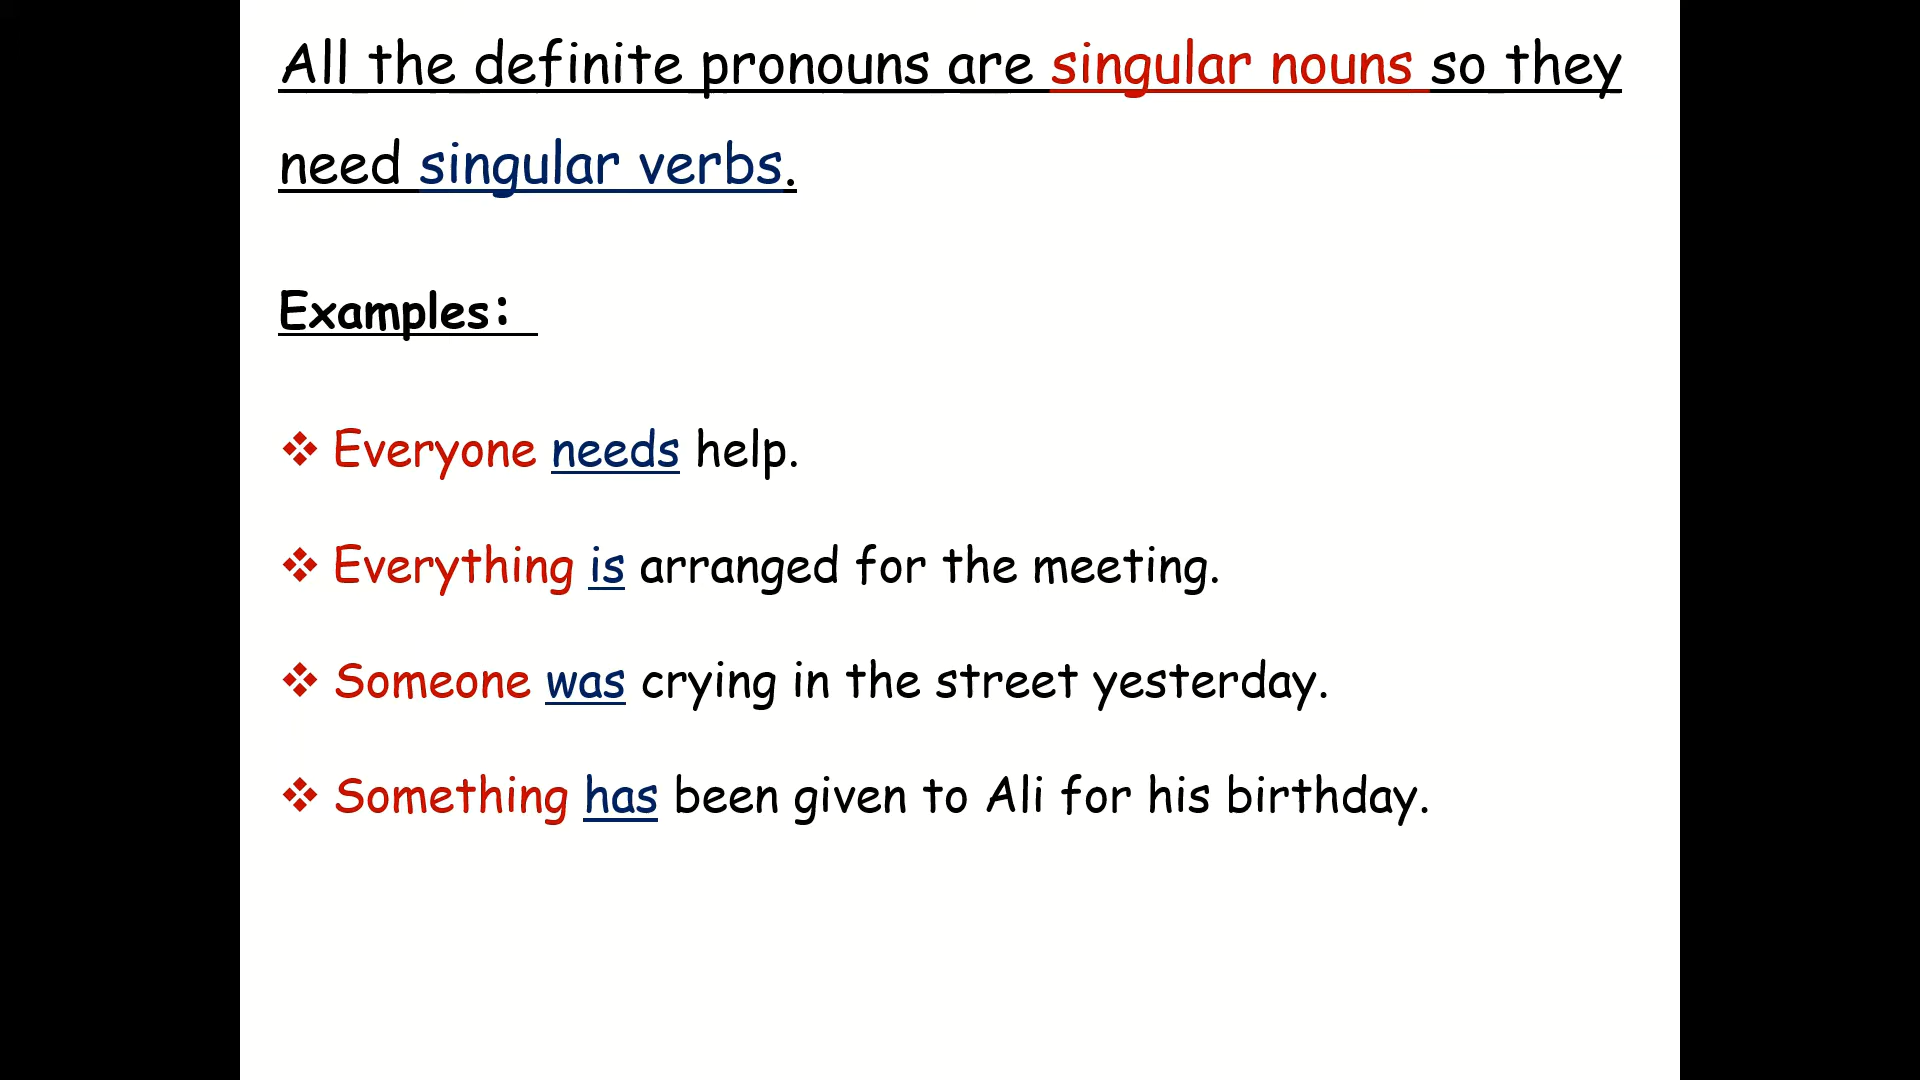 All the definite pronouns are singular nouns so they
need singular verbs.
Examples:
❖ Everyone needs help.
❖ Everything is arranged for the meeting.
❖ Someone was crying in the street yesterday.
❖ Something has been given to Ali for his birthday.